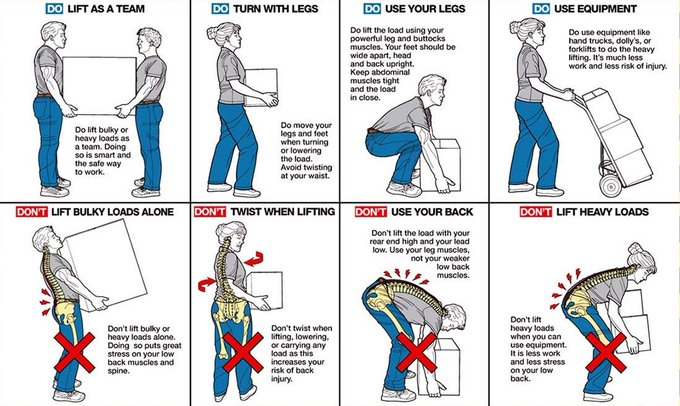 DO LIFT AS A TEAM
Do lift bulky or
heavy loads as
a team. Doing
so is smart and
the safe way
to work.
DO TURN WITH LEGS
Do move your
legs and feet
when turning
or lowering
the load.
Avoid twisting
at your waist.
DO USE YOUR LEGS
Do lift the load using your
powerful leg and buttocks
muscles. Your feet should be
wide apart, head
and back upright.
Keep abdominal
muscles tight
and the load
in close.
DO USE EQUIPMENT
Do use equipment like
hand trucks, dolly's, or
forklifts to do the heavy
lifting. It's much less
work and less risk of injury.
DON'T LIFT BULKY LOADS ALONE
Don't lift bulky or
heavy loads alone.
Doing so puts great
stress on your low
back muscles and
spine.
DON'T TWIST WHEN LIFTING
Don't twist when
lifting, lowering,
or carrying any
load as this
increases your
risk of back
injury.
DON'T USE YOUR BACK
Don't lift the load with your
rear end high and your lead
low. Use your leg muscles,
not your weaker
low back
muscles.
DON'T LIFT HEAVY LOADS
Don't lift
heavy loads
when you can
use equipment.
It is less work
and less stress
on your low
back.